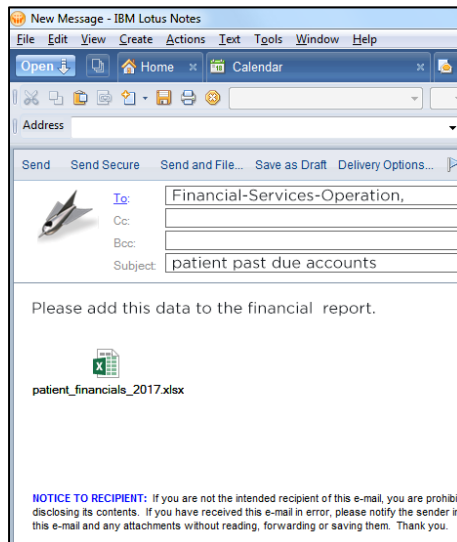 New Message - IBM Lotus Notes
File Edit View Create Actions Text Tools Window Help
Open Home Calendar
Address
Send Send Secure Send and File... Save as Draft Delivery Options...
To: Financial-Services-Operation,
Cc:
Bcc:
Subject: patient past due accounts
Please add this data to the financial report.
patient_financials_2017.xlsx
NOTICE TO RECIPIENT: If you are not the intended recipient of this e-mail, you are prohibi
disclosing its contents. If you have received this e-mail in error, please notify the sender i
this e-mail and any attachments without reading, forwarding or saving them. Thank you.